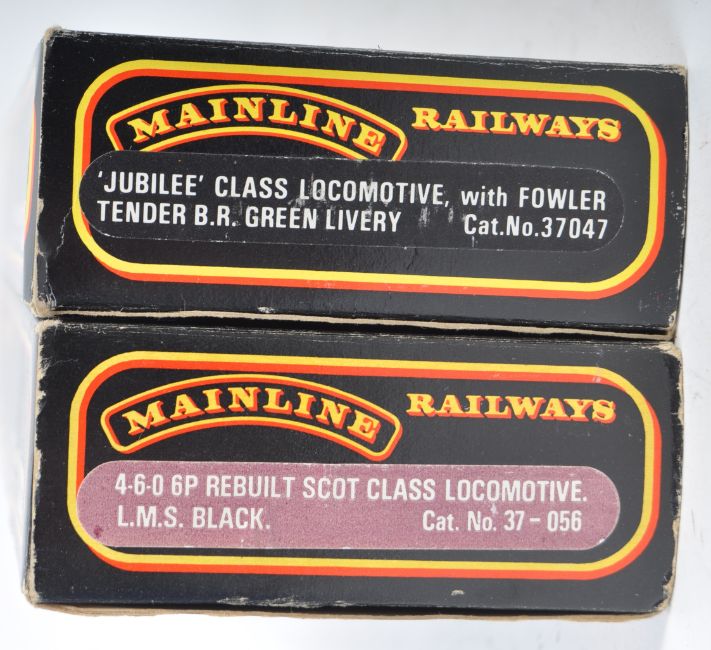 MAINLINE RAILWAYS
'JUBILEE' CLASS LOCOMOTIVE, with FOWLER
TENDER B.R. GREEN LIVERY Cat.No.37047
MAINLINE RAILWAYS
4-6-0 6P REBUILT SCOT CLASS LOCOMOTIVE.
L.M.S. BLACK. Cat. No. 37-056